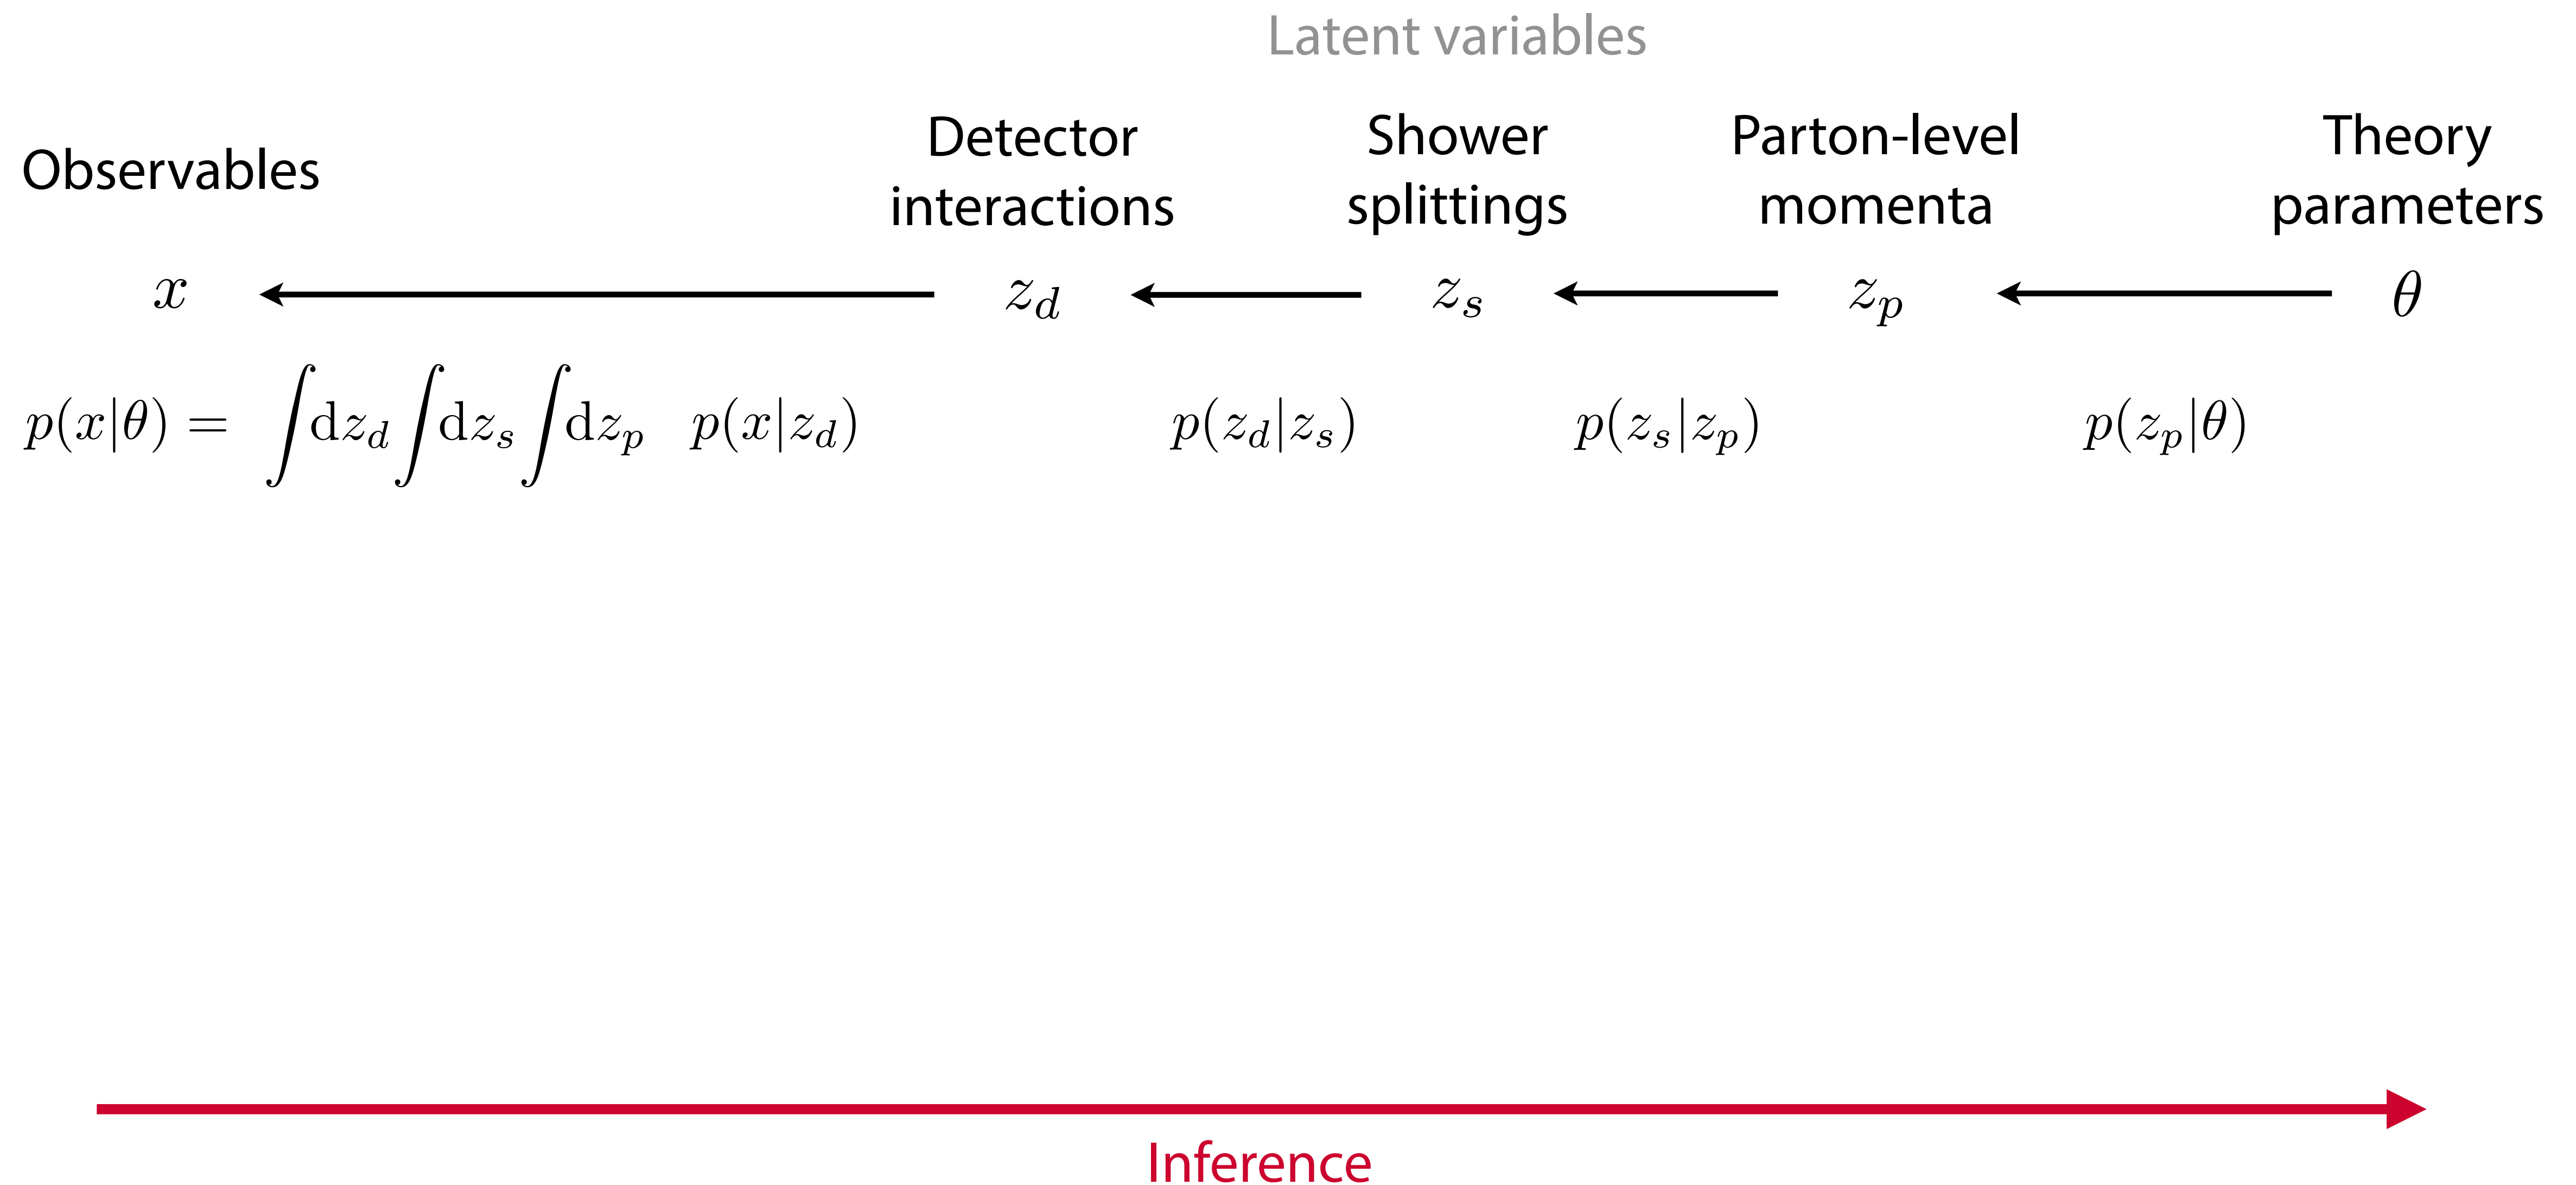 Latent variables
Observables
Detector interactions
Shower splittings
Parton-level momenta
Theory parameters
x ← z_d ← z_s ← z_p ← θ
p(x|θ) = ∫dz_d ∫dz_s ∫dz_p p(x|z_d) p(z_d|z_s) p(z_s|z_p) p(z_p|θ)
Inference